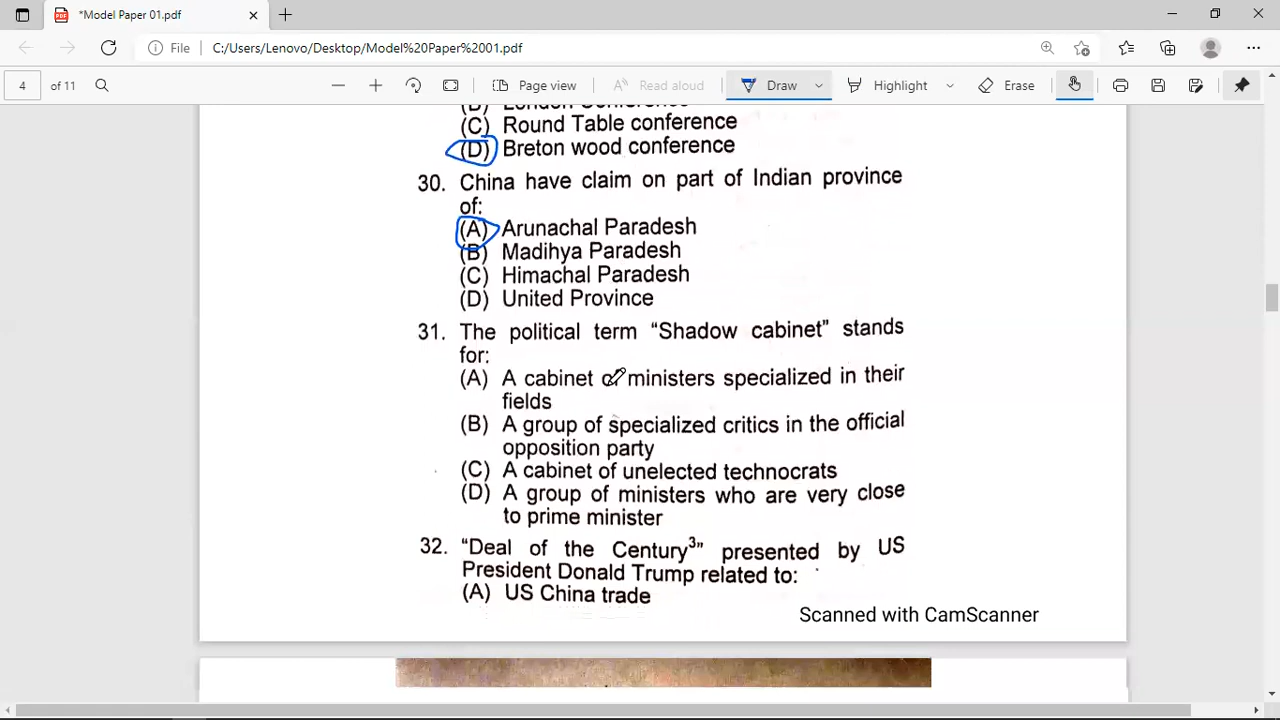 *Model Paper 01.pdf
File
C:/Users/Lenovo/Desktop/Model%20Paper%2001.pdf
4 of 11
Page view
Read aloud
Draw
Highlight
Erase
(B) London Conference
(C) Round Table conference
(D) Breton wood conference
30. China have claim on part of Indian province
of:
(A) Arunachal Paradesh
(B) Madihya Paradesh
(C) Himachal Paradesh
(D) United Province
31. The political term “Shadow cabinet” stands
for:
(A) A cabinet of ministers specialized in their
fields
(B) A group of specialized critics in the official
opposition party
(C) A cabinet of unelected technocrats
(D) A group of ministers who are very close
to prime minister
32. “Deal of the Century³” presented by US
President Donald Trump related to:
(A) US China trade
Scanned with CamScanner